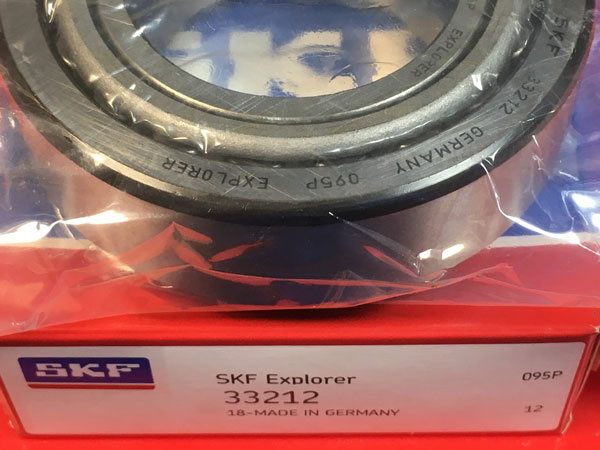 SKF
33212
GERMANY
095P
EXPLORER
EXPLORER
SKF
SKF Explorer
33212
18-MADE IN GERMANY
095P
12